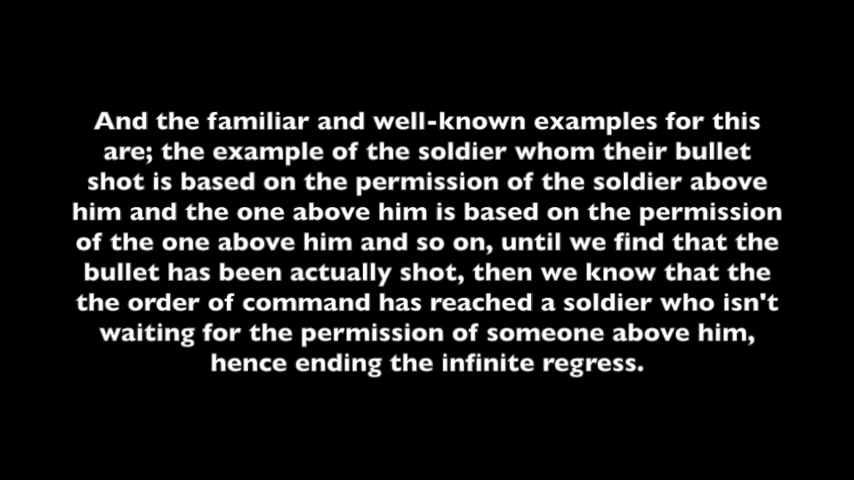 And the familiar and well-known examples for this
are; the example of the soldier whom their bullet
shot is based on the permission of the soldier above
him and the one above him is based on the permission
of the one above him and so on, until we find that the
bullet has been actually shot, then we know that the
the order of command has reached a soldier who isn't
waiting for the permission of someone above him,
hence ending the infinite regress.